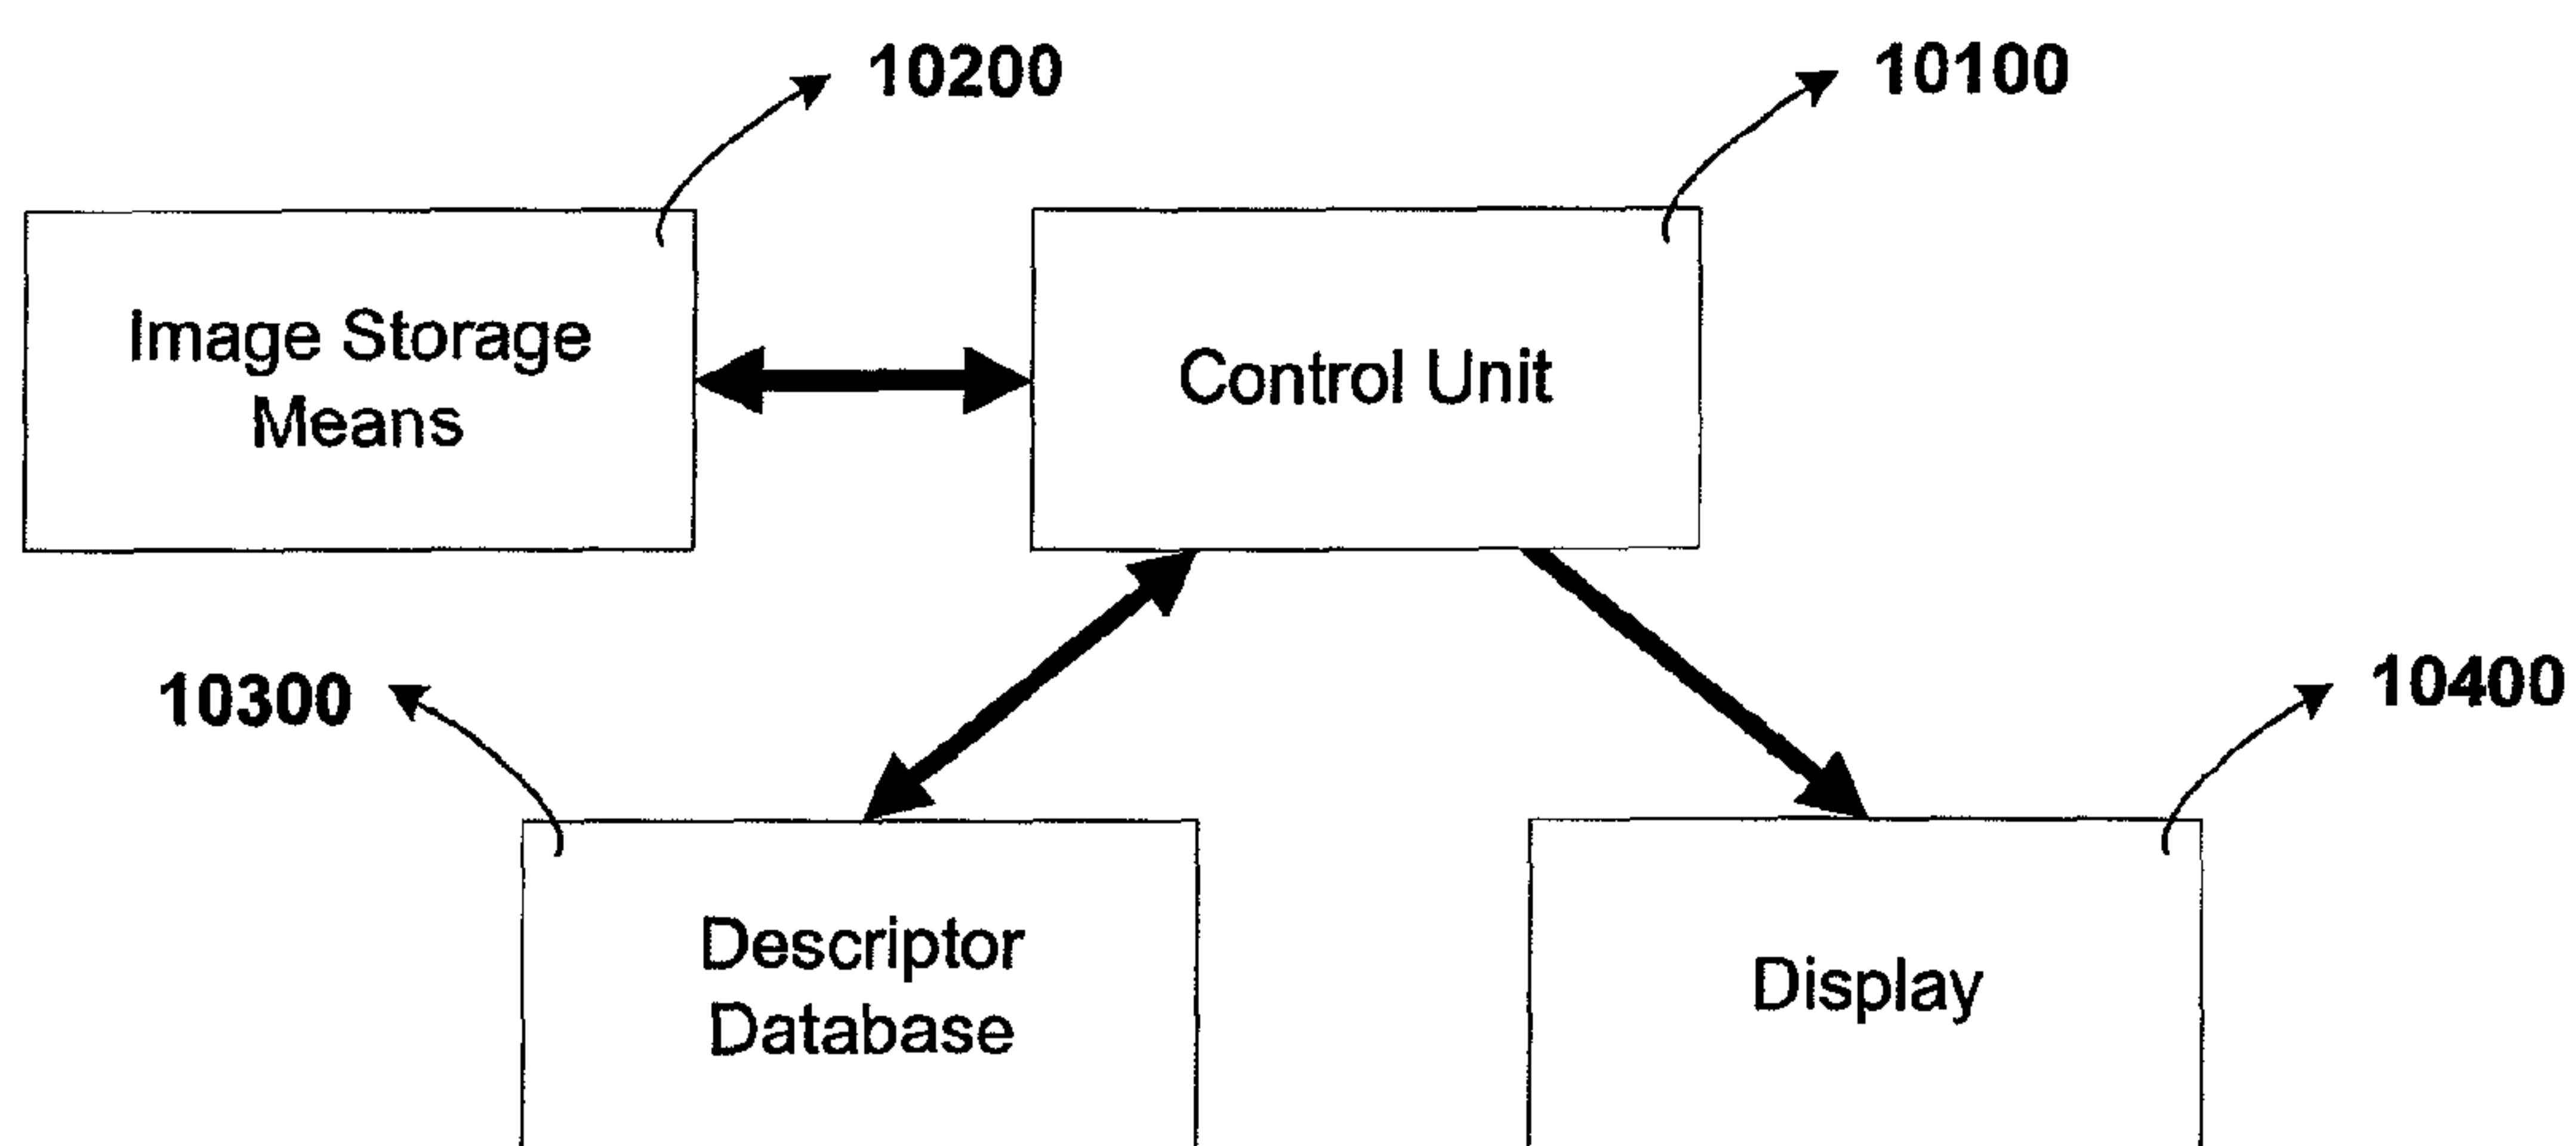 10200
10100
Image Storage
Means
Control Unit
10300
10400
Descriptor
Database
Display